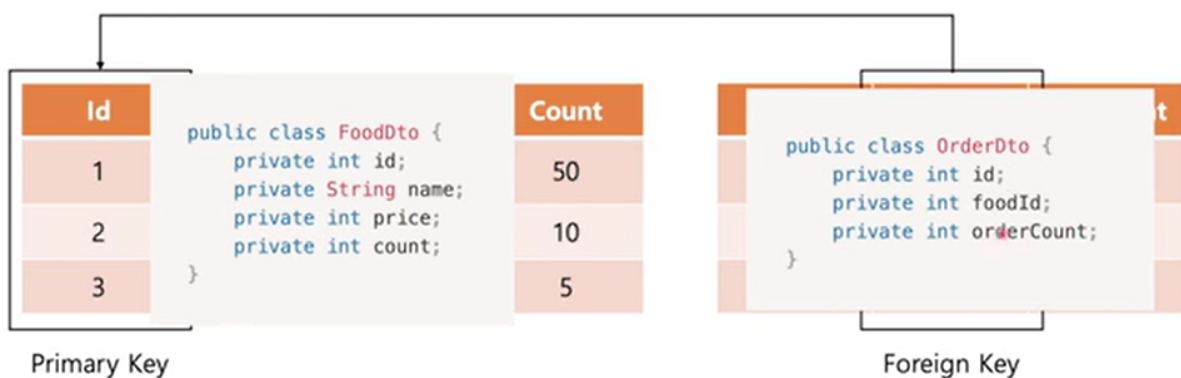 Id
Count
1
50
2
10
3
5
public class FoodDto {
private int id;
private String name;
private int price;
private int count;
}
t
public class OrderDto {
private int id;
private int foodId;
private int orderCount;
}
Primary Key
Foreign Key